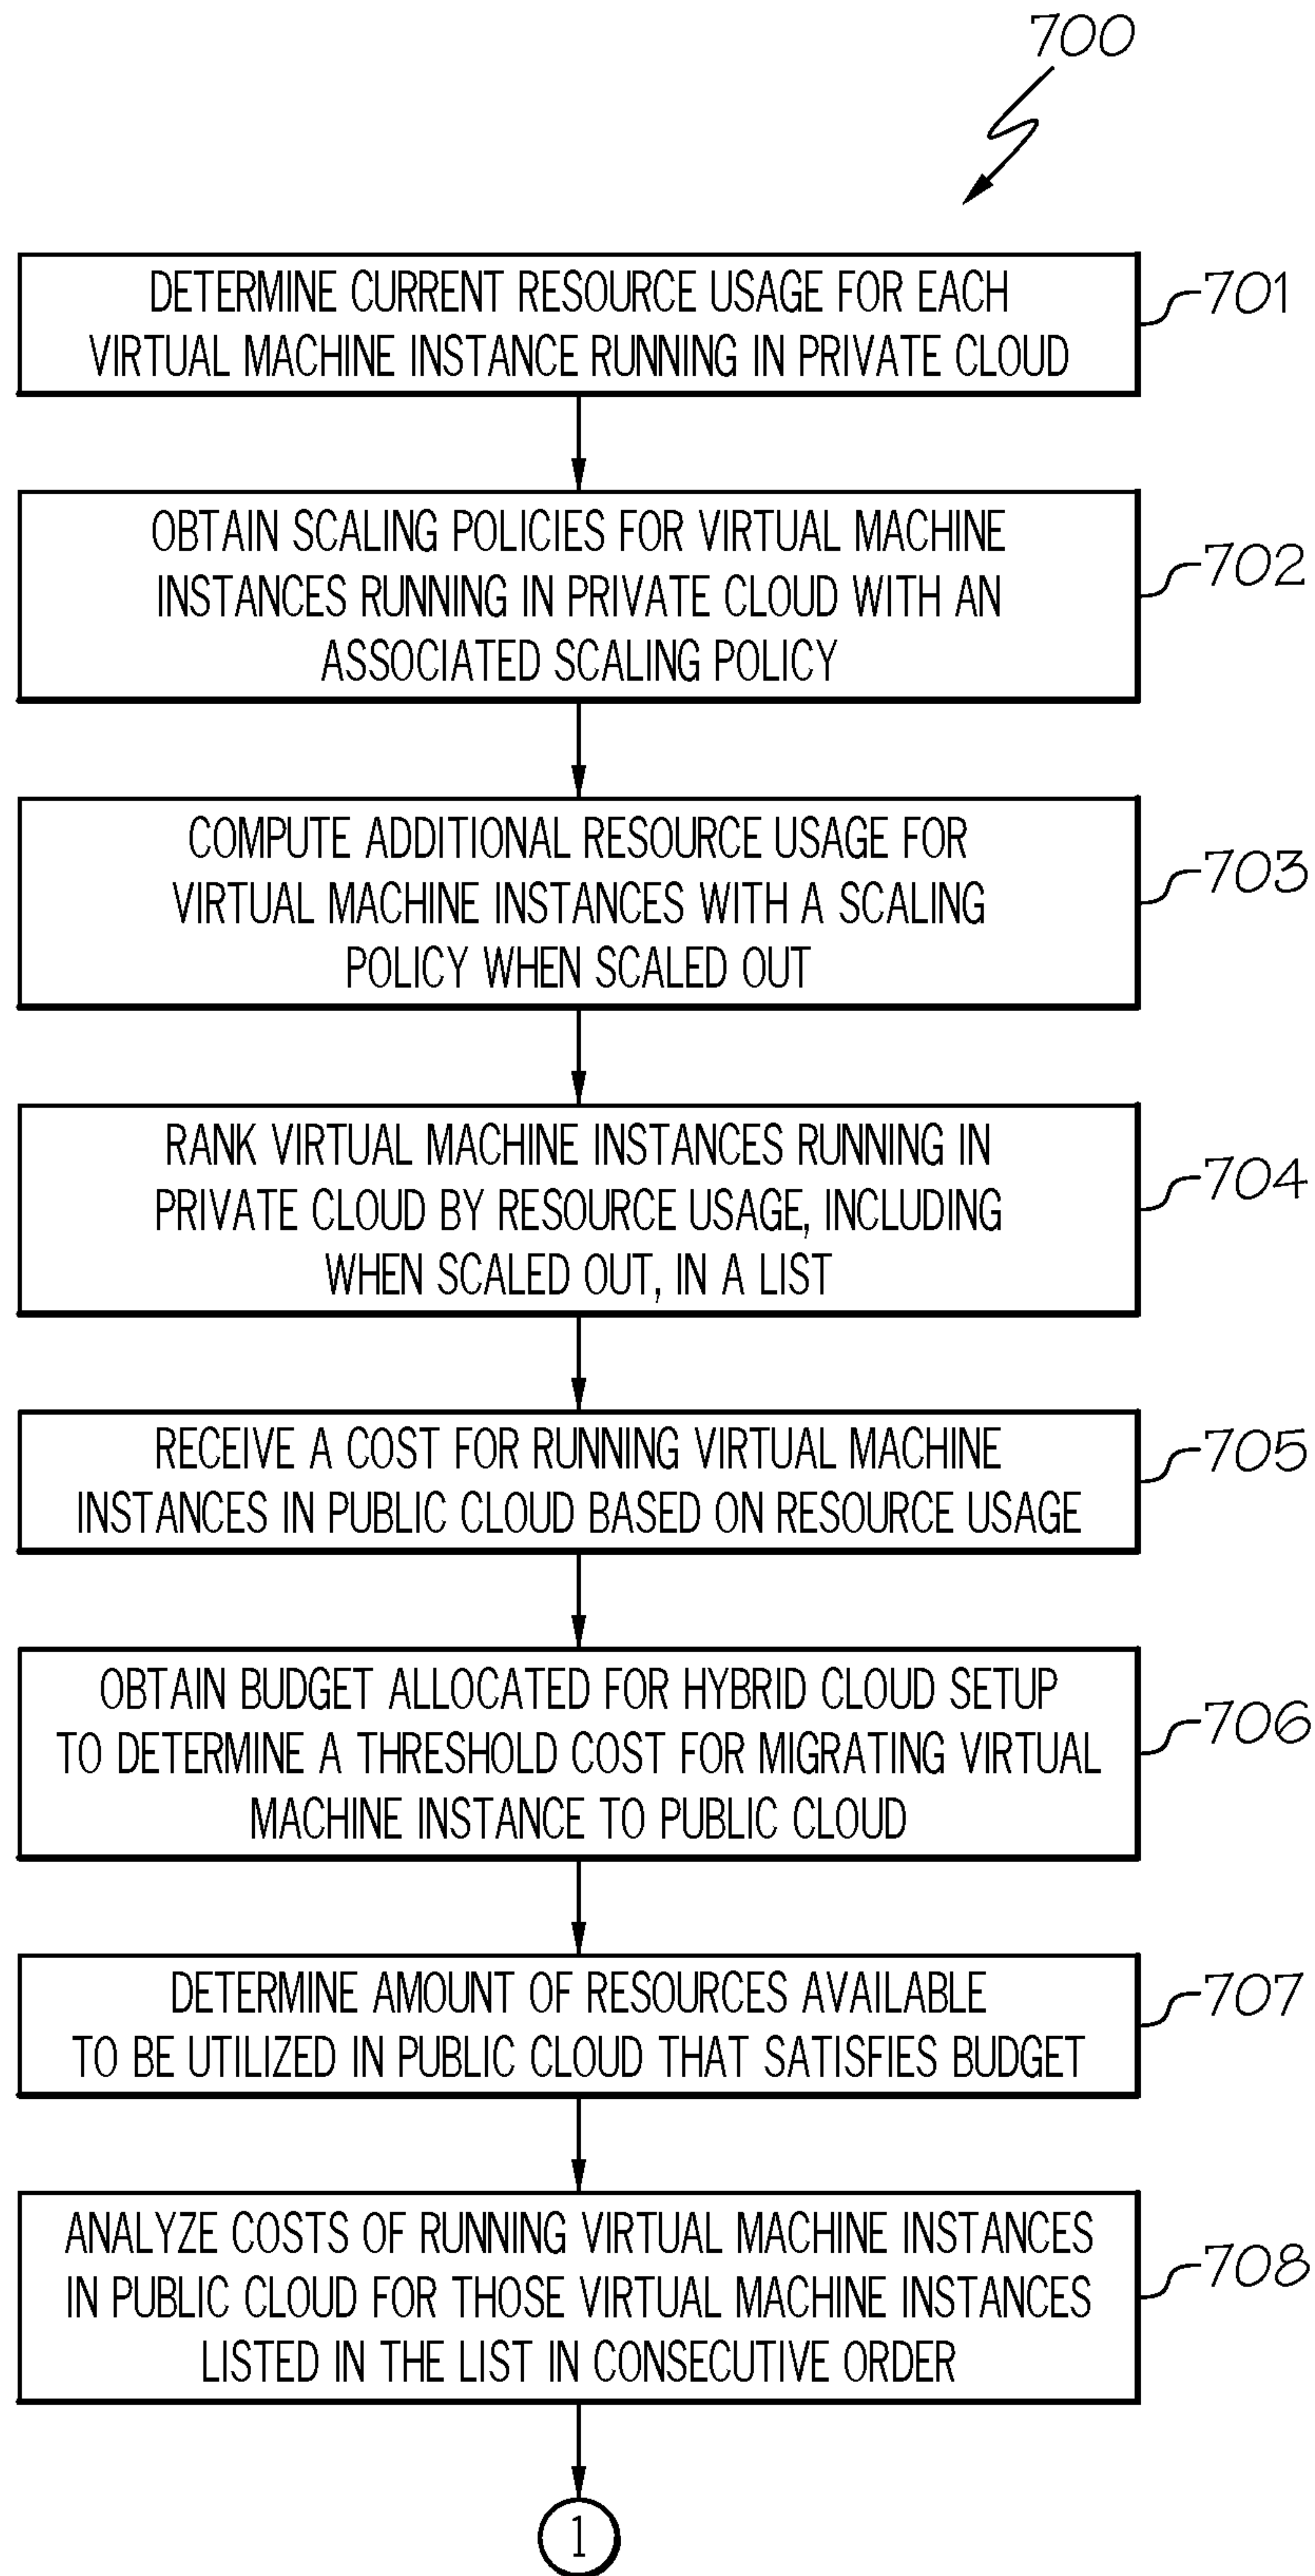 700
DETERMINE CURRENT RESOURCE USAGE FOR EACH
VIRTUAL MACHINE INSTANCE RUNNING IN PRIVATE CLOUD
701
OBTAIN SCALING POLICIES FOR VIRTUAL MACHINE
INSTANCES RUNNING IN PRIVATE CLOUD WITH AN
ASSOCIATED SCALING POLICY
702
COMPUTE ADDITIONAL RESOURCE USAGE FOR
VIRTUAL MACHINE INSTANCES WITH A SCALING
POLICY WHEN SCALED OUT
703
RANK VIRTUAL MACHINE INSTANCES RUNNING IN
PRIVATE CLOUD BY RESOURCE USAGE, INCLUDING
WHEN SCALED OUT, IN A LIST
704
RECEIVE A COST FOR RUNNING VIRTUAL MACHINE
INSTANCES IN PUBLIC CLOUD BASED ON RESOURCE USAGE
705
OBTAIN BUDGET ALLOCATED FOR HYBRID CLOUD SETUP
TO DETERMINE A THRESHOLD COST FOR MIGRATING VIRTUAL
MACHINE INSTANCE TO PUBLIC CLOUD
706
DETERMINE AMOUNT OF RESOURCES AVAILABLE
TO BE UTILIZED IN PUBLIC CLOUD THAT SATISFIES BUDGET
707
ANALYZE COSTS OF RUNNING VIRTUAL MACHINE INSTANCES
IN PUBLIC CLOUD FOR THOSE VIRTUAL MACHINE INSTANCES
LISTED IN THE LIST IN CONSECUTIVE ORDER
708
1